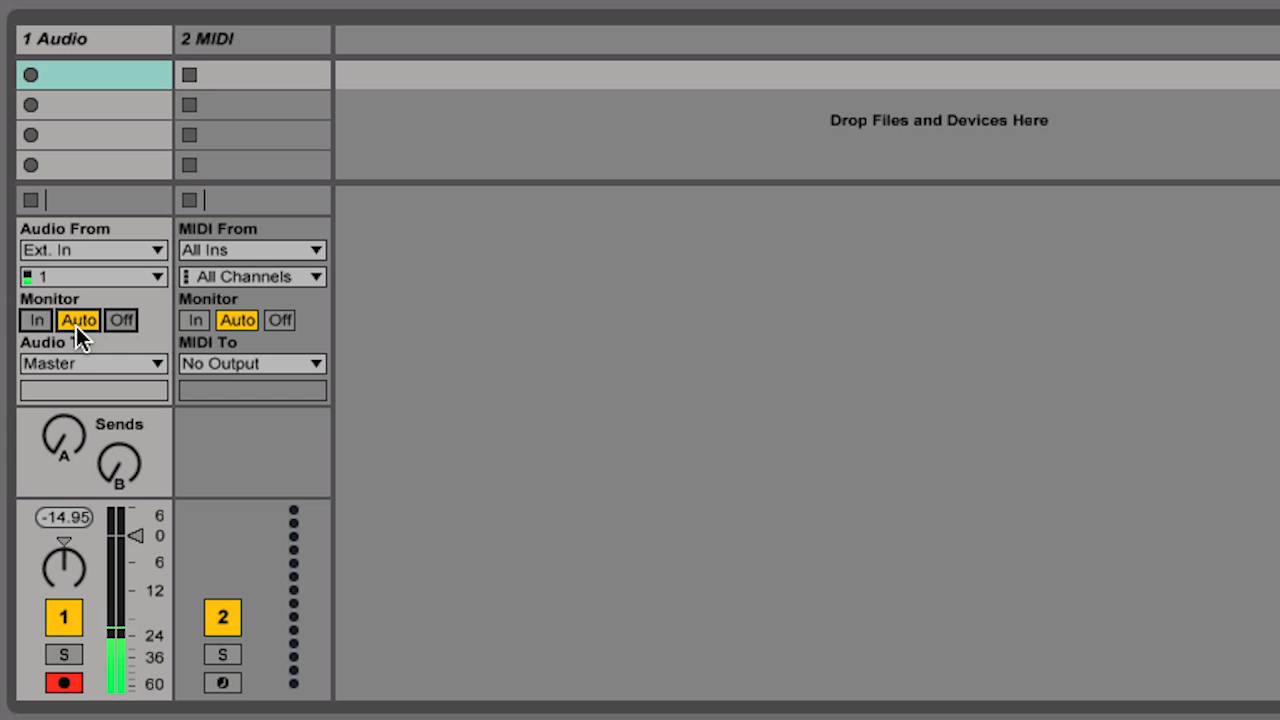 1 Audio
2 MIDI
Drop Files and Devices Here
Audio From
Ext. In
1
Monitor
In Auto Off
Audio
Master
MIDI From
All Ins
All Channels
Monitor
In Auto Off
MIDI To
No Output
Sends
A
B
-14.95
6
0
6
12
24
36
60
1
S
2
S